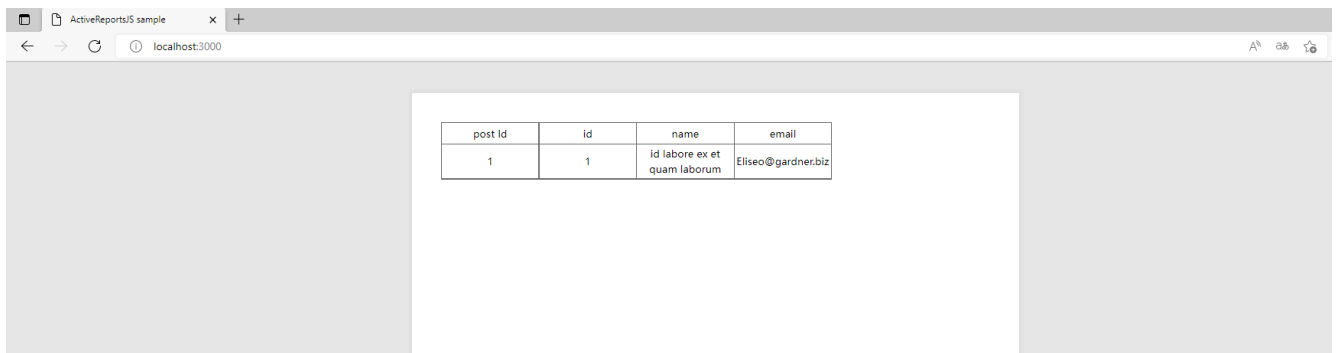 ActiveReportsJS sample
localhost:3000
post Id id name email
1 1 id labore ex et quam laborum Eliseo@gardner.biz